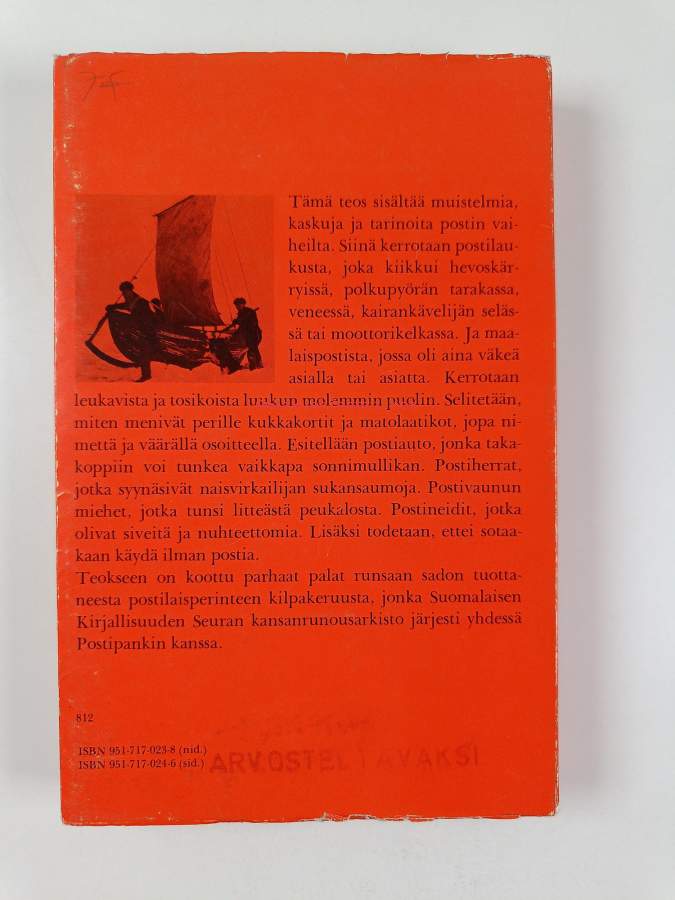 Tämä teos sisältää muistelmia,
kaskuja ja tarinoita postin vai-
heilta. Siinä kerrotaan postilau-
kusta, joka kiikkui hevoskär-
ryissä, polkupyörän tarakassa,
veneessä, kairankävelijän seläs-
sä tai moottorikelkassa. Ja maa-
laispostista, jossa oli aina väkeä
asialla tai asiatta. Kerrotaan
leukavista ja tosikoista luukun molemmin puolin. Selitetään,
miten menivät perille kukkakortit ja matolaatikot, jopa ni-
mettä ja väärällä osoitteella. Esitellään postiauto, jonka taka-
koppiin voi tunkea vaikkapa sonnimullikan. Postiherrat,
jotka syynäsivät naisvirkailijan sukansaumoja. Postivaunun
miehet, jotka tunsi litteästä peukalosta. Postineidit, jotka
olivat siveitä ja nuhteettomia. Lisäksi todetaan, ettei sotaa-
kaan käydä ilman postia.
Teokseen on koottu parhaat palat runsaan sadon tuotta-
neesta postilaisperinteen kilpakeruusta, jonka Suomalaisen
Kirjallisuuden Seuran kansanrunousarkisto järjesti yhdessä
Postipankin kanssa.
812
ISBN 951-717-023-8 (nid.)
ISBN 951-717-024-6 (sid.)
ARVOSTELTAVAKSI